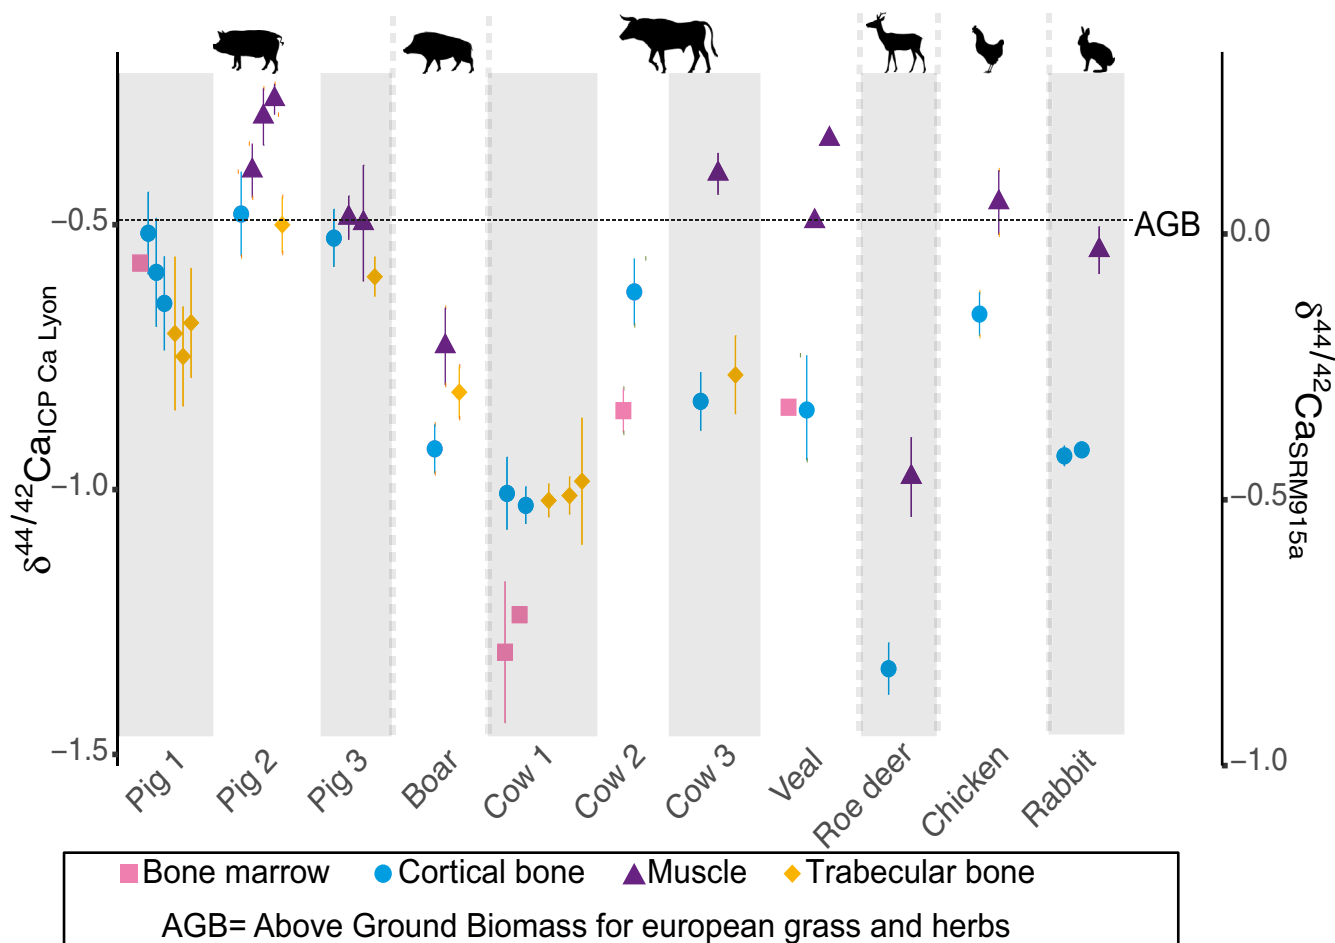 δ44/42CaICP Ca Lyon
−0.5
−1.0
−1.5
AGB
0.0
−0.5
−1.0
δ44/42CaSRM915a
Pig 1
Pig 2
Pig 3
Boar
Cow 1
Cow 2
Cow 3
Veal
Roe deer
Chicken
Rabbit
Bone marrow Cortical bone Muscle Trabecular bone
AGB= Above Ground Biomass for european grass and herbs